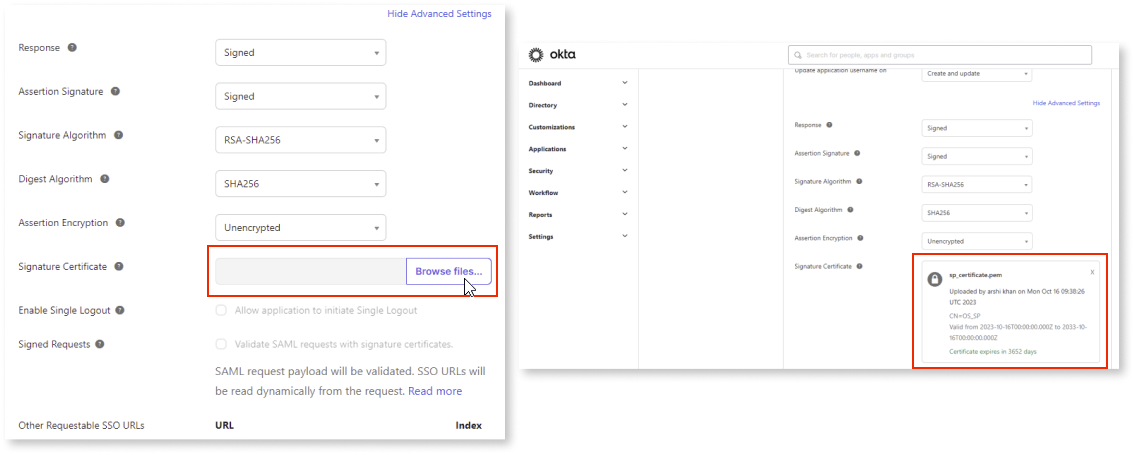 Hide Advanced Settings
Response ?
Signed
Assertion Signature ?
Signed
Signature Algorithm ?
RSA-SHA256
Digest Algorithm ?
SHA256
Assertion Encryption ?
Unencrypted
Signature Certificate ?
Browse files...
Enable Single Logout ?
Allow application to initiate Single Logout
Signed Requests ?
Validate SAML requests with signature certificates.
SAML request payload will be validated. SSO URLs will
be read dynamically from the request. Read more
Other Requestable SSO URLs URL Index
okta
Search for people, apps and groups
Dashboard
Directory
Customizations
Applications
Security
Workflow
Reports
Settings
Update application username on
Create and update
Hide Advanced Settings
Response ?
Signed
Assertion Signature ?
Signed
Signature Algorithm ?
RSA-SHA256
Digest Algorithm ?
SHA256
Assertion Encryption ?
Unencrypted
Signature Certificate ?
sp_certificate.pem x
Uploaded by arshi khan on Mon Oct 16 09:38:26
UTC 2023
CN=OS_SP
Valid from 2023-10-16T00:00:00.000Z to 2033-10-
16T00:00:00.000Z
Certificate expires in 3652 days